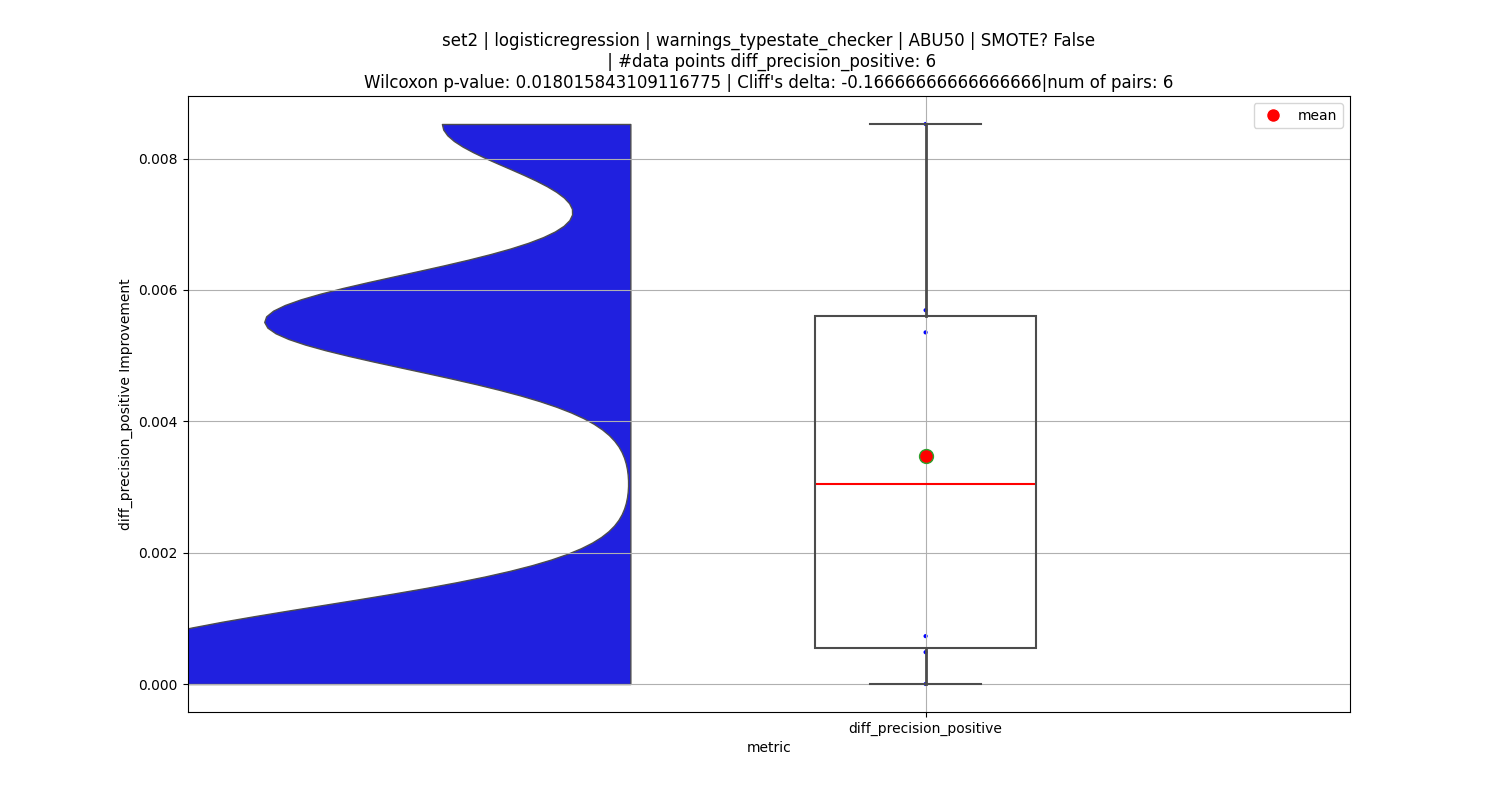 set2 | logisticregression | warnings_typestate_checker | ABU50 | SMOTE? False
| #data points diff_precision_positive: 6
Wilcoxon p-value: 0.018015843109116775 | Cliff's delta: -0.16666666666666666|num of pairs: 6
mean
0.008
0.006
0.004
0.002
0.000
diff_precision_positive Improvement
diff_precision_positive
metric